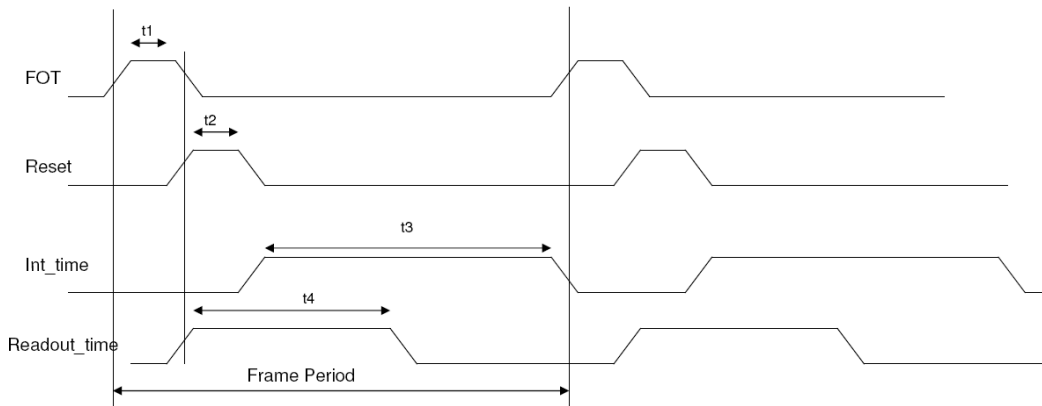 t1
FOT
t2
Reset
t3
Int_time
t4
Readout_time
Frame Period